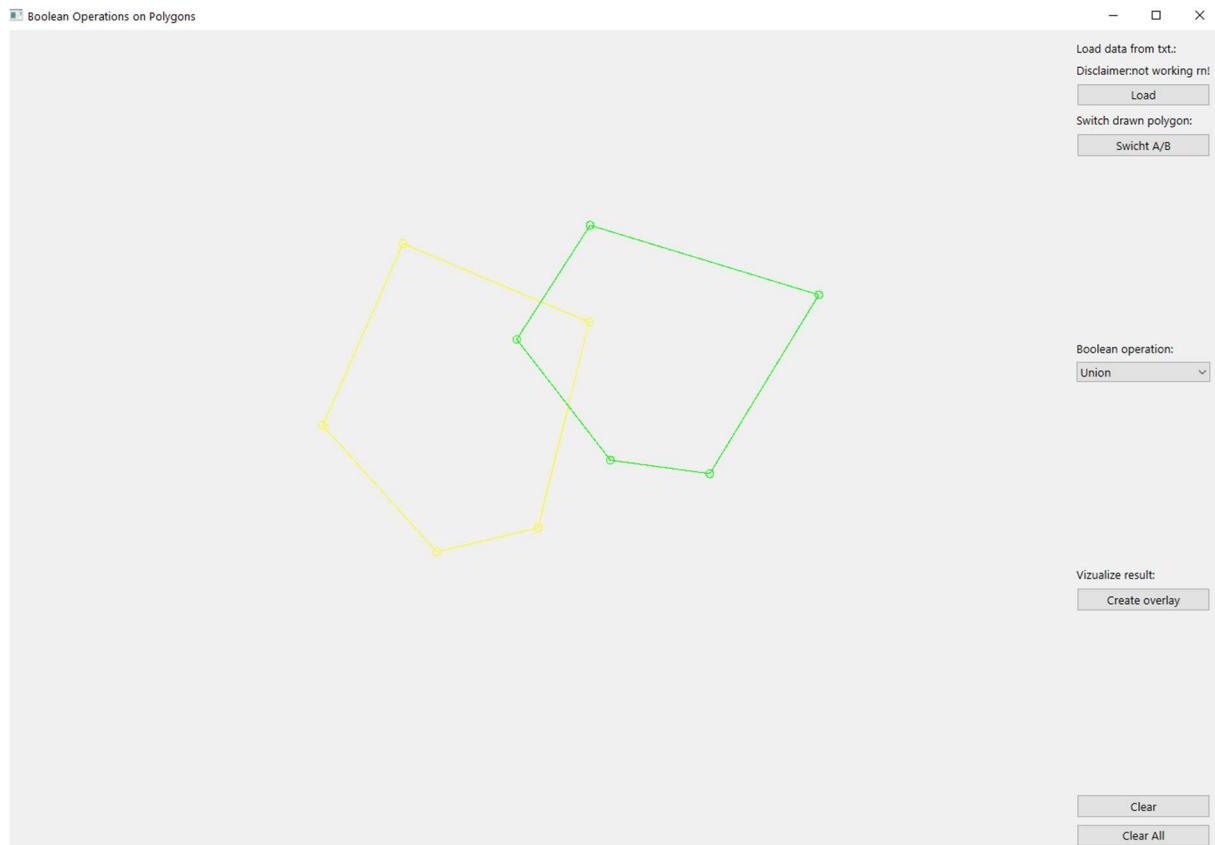 Boolean Operations on Polygons
Load data from txt.:
Disclaimer:not working rn!
Load
Switch drawn polygon:
Swicht A/B
Boolean operation:
Union
Vizualize result:
Create overlay
Clear
Clear All